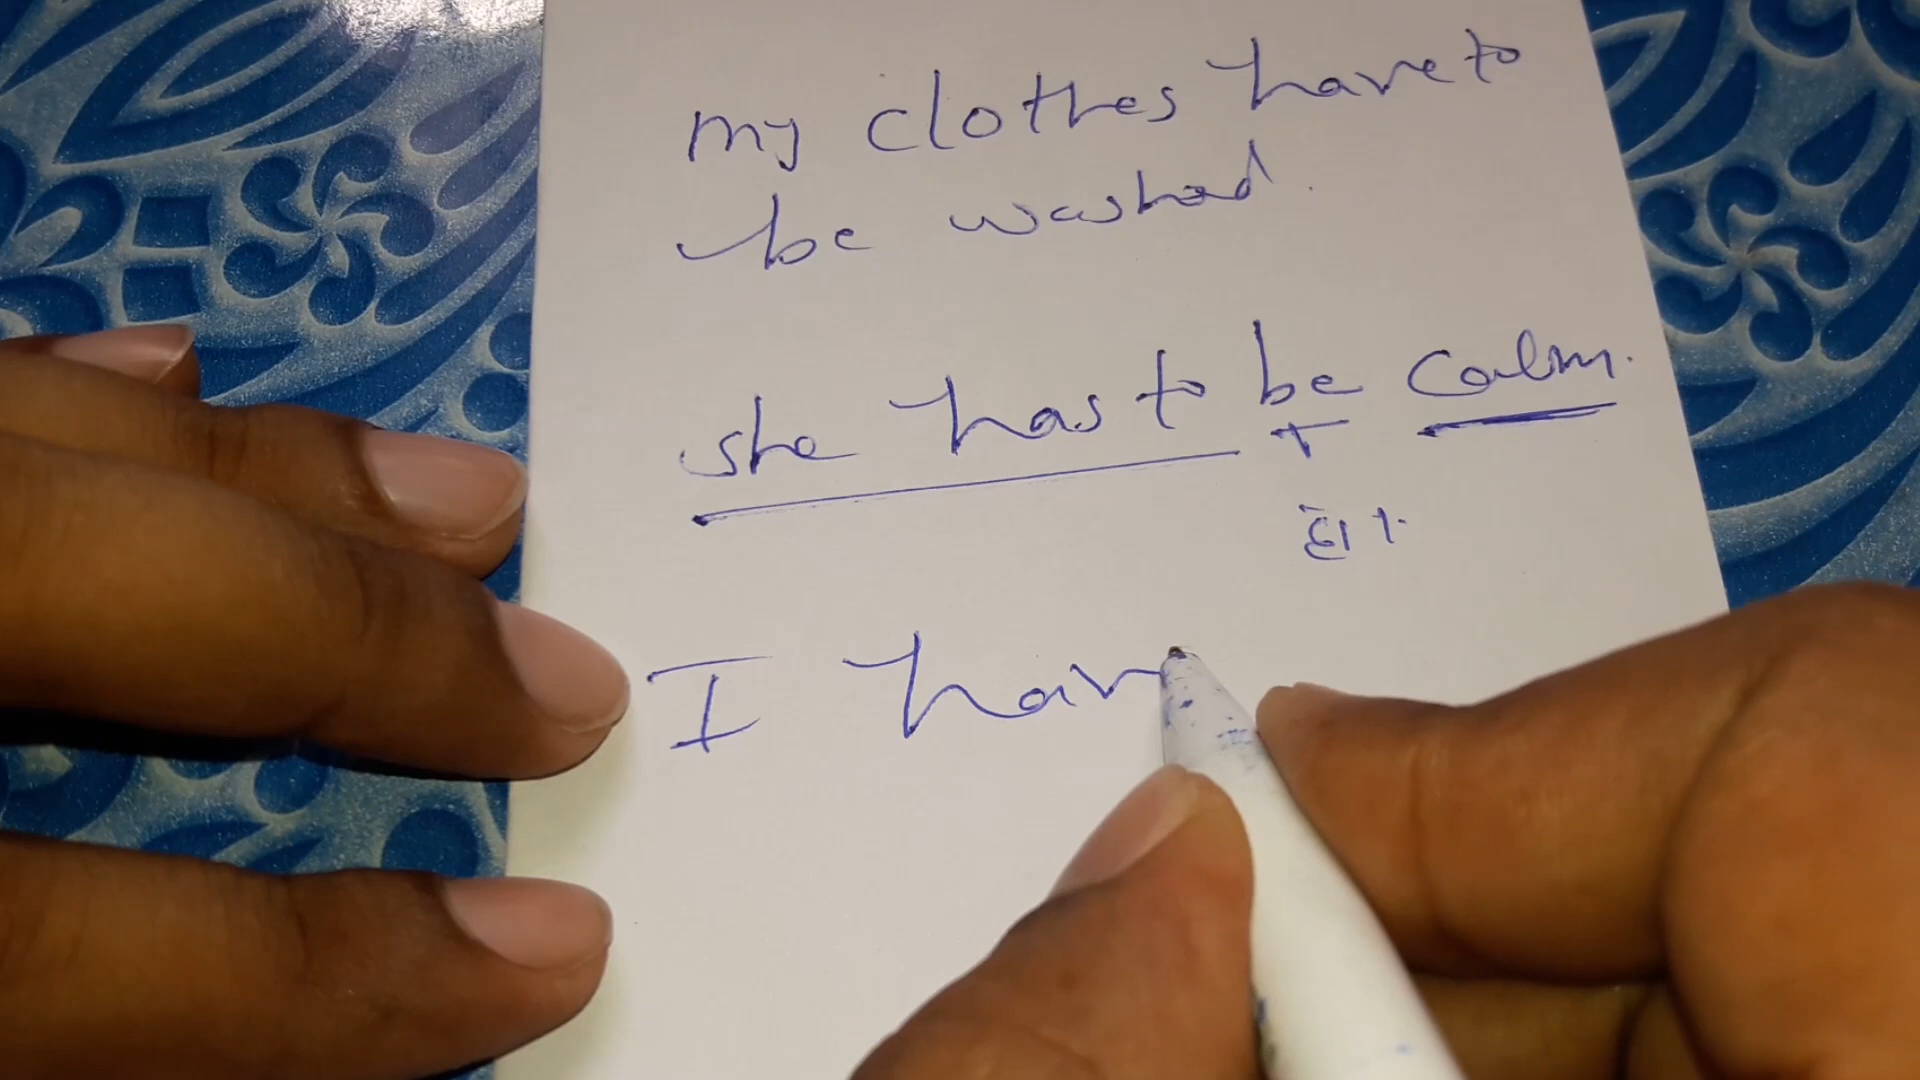 my clothes have to
be washed.
she has to be calm.
I hav